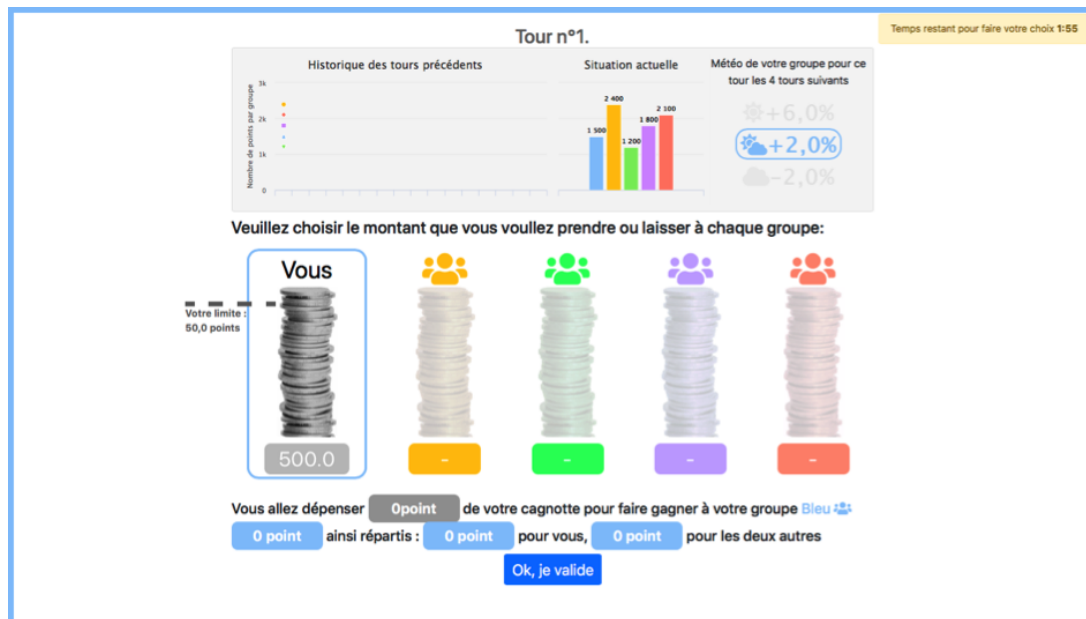 Temps restant pour faire votre choix 1:55
Tour n°1.
Historique des tours précédents
Situation actuelle
Météo de votre groupe pour ce
tour les 4 tours suivants
Nombre de points par groupe
3k
2k
1k
0
1 500
2 400
1 200
1 800
2 100
+6,0%
+2,0%
-2,0%
Veuillez choisir le montant que vous voullez prendre ou laisser à chaque groupe:
Vous
Votre limite :
50,0 points
500.0
-
-
-
-
Vous allez dépenser 0point de votre cagnotte pour faire gagner à votre groupe Bleu
0 point ainsi répartis : 0 point pour vous, 0 point pour les deux autres
Ok, je valide